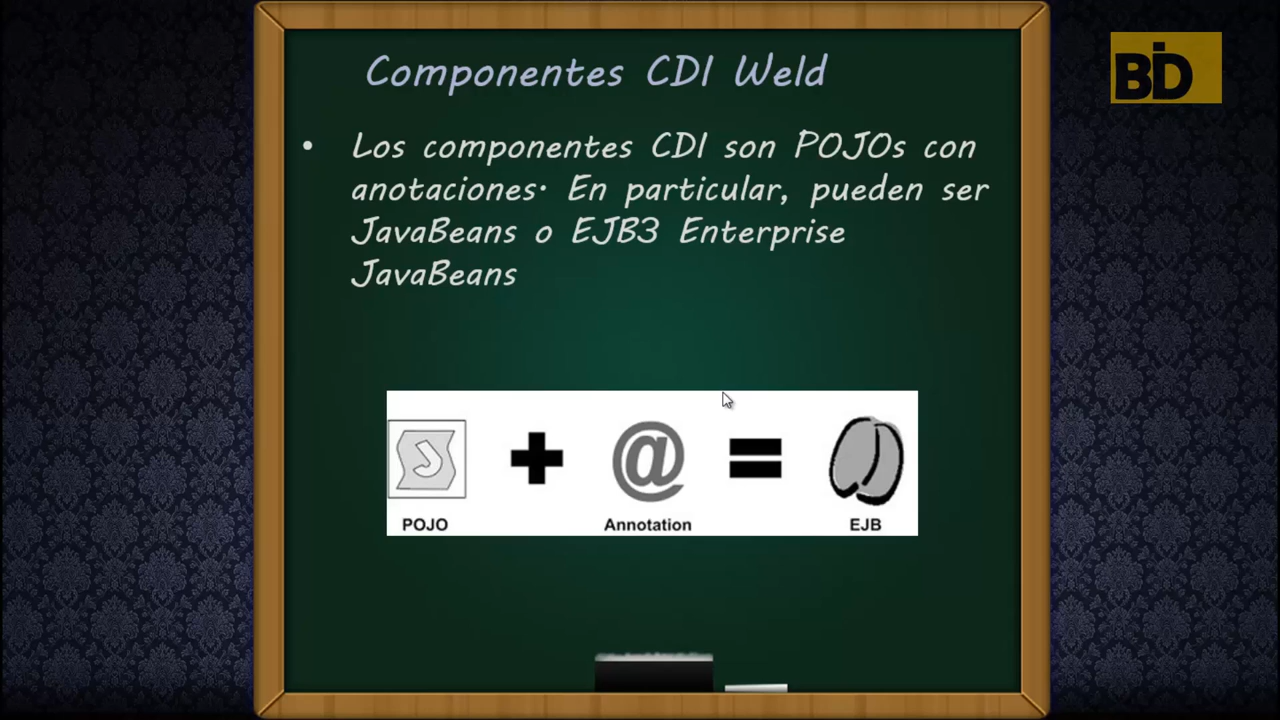 Componentes CDI Weld
BID
• Los componentes CDI son POJOs con
anotaciones· En particular, pueden ser
JavaBeans o EJB3 Enterprise
JavaBeans
POJO + @ = EJB
Annotation